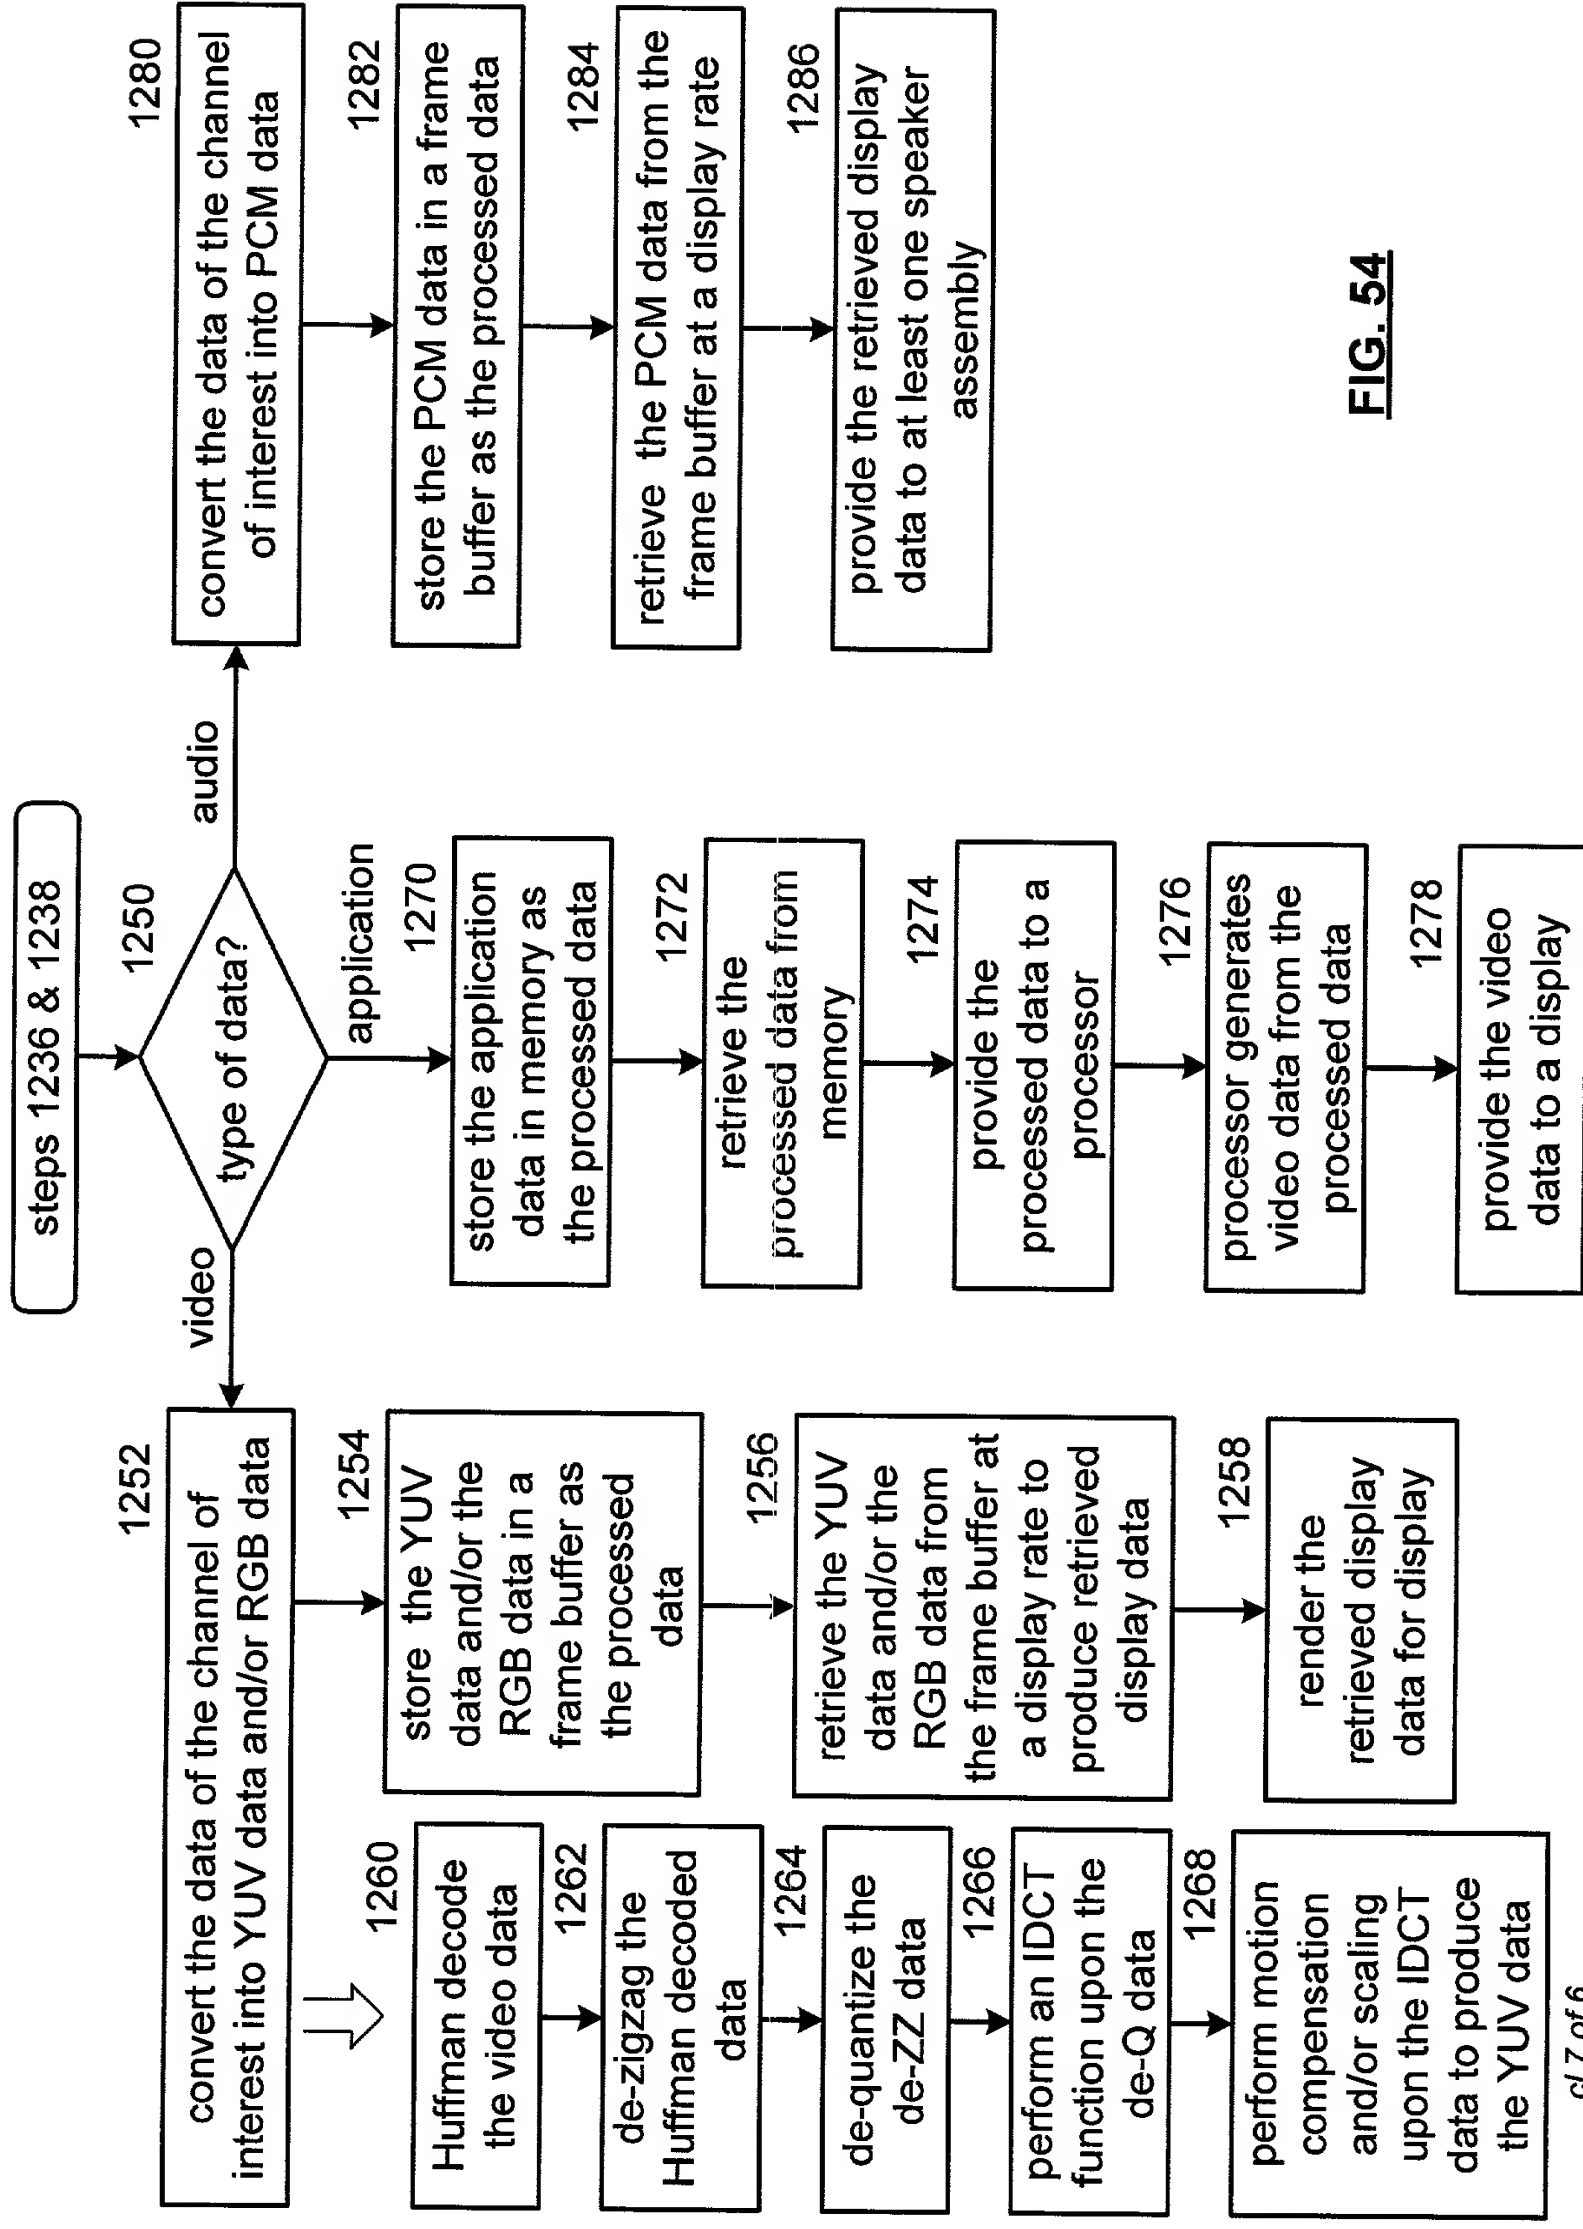 steps 1236 & 1238
1250
type of data?
video
application
audio
1252
convert the data of the channel of
interest into YUV data and/or RGB data
1254
store the YUV
data and/or the
RGB data in a
frame buffer as
the processed
data
1256
retrieve the YUV
data and/or the
RGB data from
the frame buffer at
a display rate to
produce retrieved
display data
1258
render the
retrieved display
data for display
1260
Huffman decode
the video data
1262
de-zigzag the
Huffman decoded
data
1264
de-quantize the
de-ZZ data
1266
perform an IDCT
function upon the
de-Q data
1268
perform motion
compensation
and/or scaling
upon the IDCT
data to produce
the YUV data
cl 7 of 6
1270
store the application
data in memory as
the processed data
1272
retrieve the
processed data from
memory
1274
provide the
processed data to a
processor
1276
processor generates
video data from the
processed data
1278
provide the video
data to a display
1280
convert the data of the channel
of interest into PCM data
1282
store the PCM data in a frame
buffer as the processed data
1284
retrieve the PCM data from the
frame buffer at a display rate
1286
provide the retrieved display
data to at least one speaker
assembly
FIG. 54